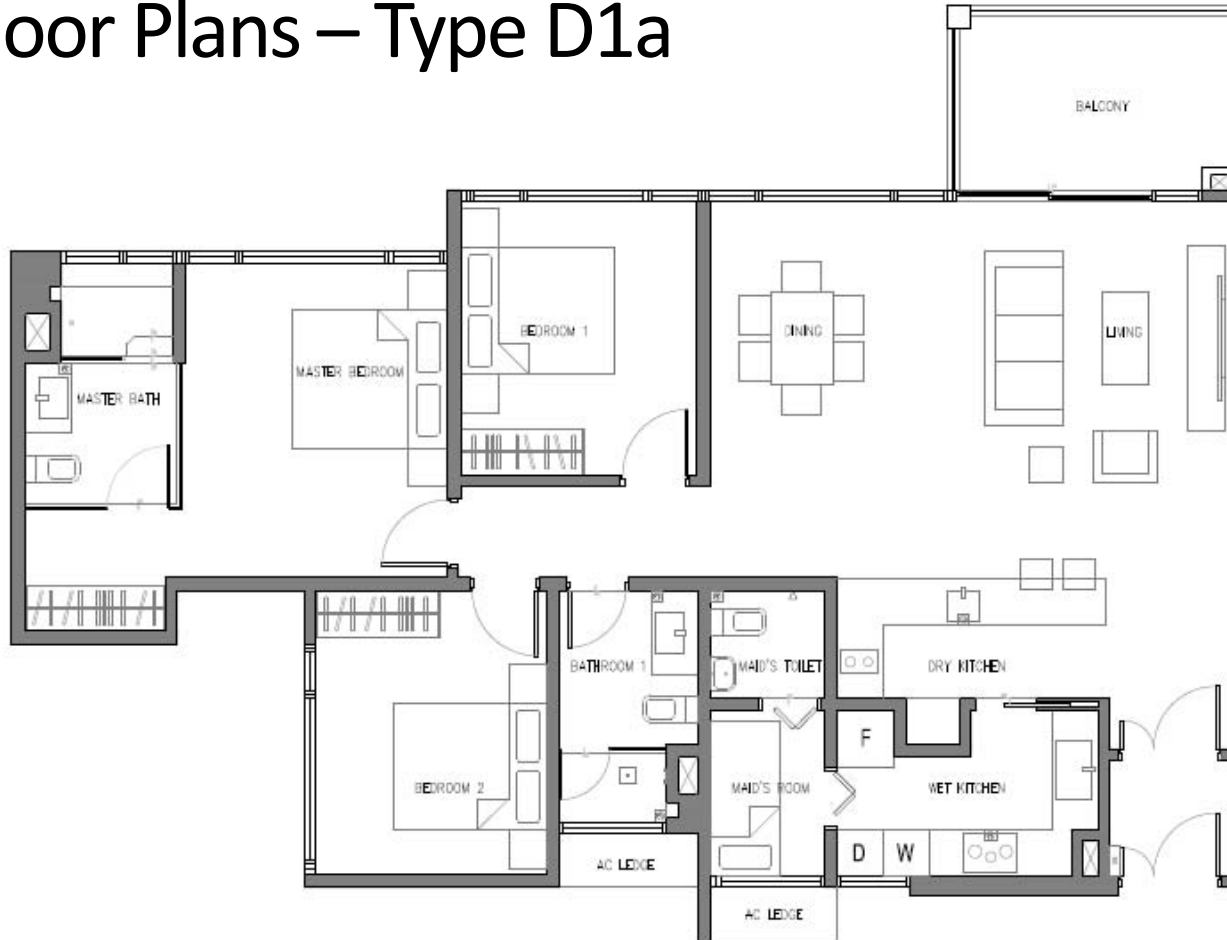 oor Plans – Type D1a
BALCONY
BEDROOM 1
DINING
LIVING
MASTER BEDROOM
MASTER BATH
BATHROOM 1
MAID'S TOILET
DRY KITCHEN
F
BEDROOM 2
MAID'S ROOM
WET KITCHEN
D
W
AC LEDGE
AC LEDGE